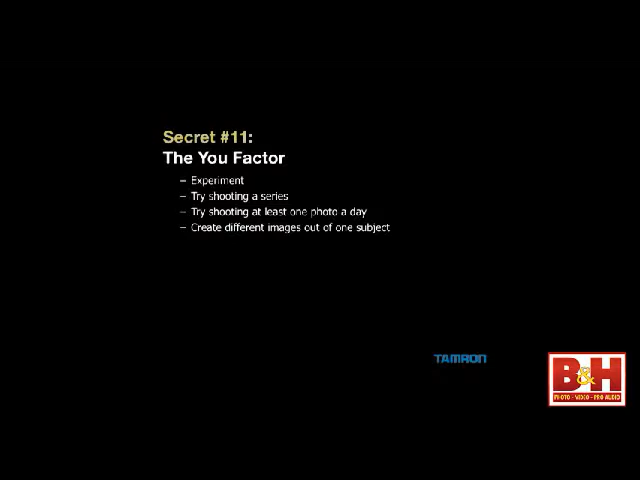 Secret #11:
The You Factor
– Experiment
– Try shooting a series
– Try shooting at least one photo a day
– Create different images out of one subject
TAMRON
B&H
PHOTO - VIDEO - PRO AUDIO